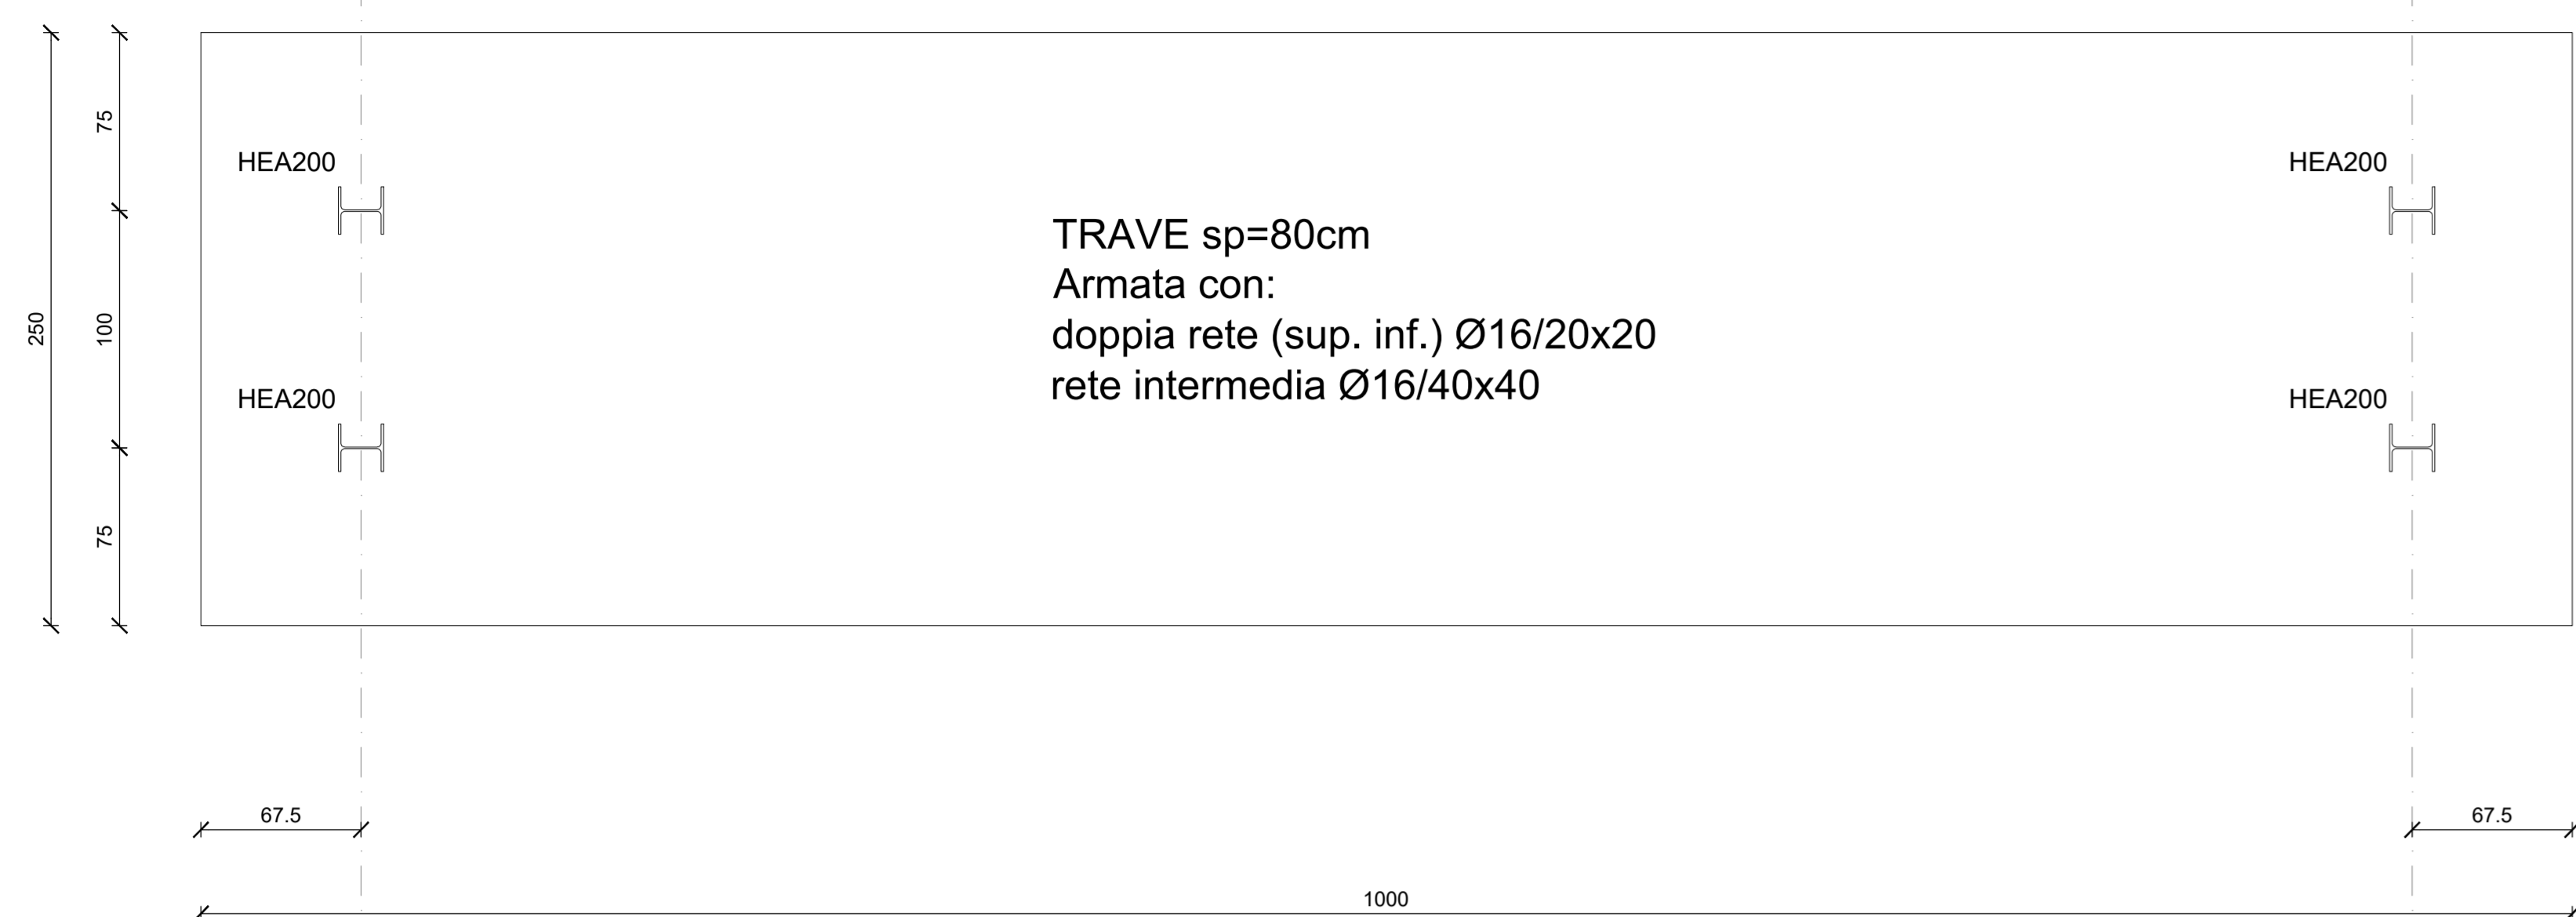 75
HEA200
HEA200
TRAVE sp=80cm
Armata con:
doppia rete (sup. inf.) Ø16/20x20
rete intermedia Ø16/40x40
250
100
HEA200
HEA200
75
67.5
67.5
1000